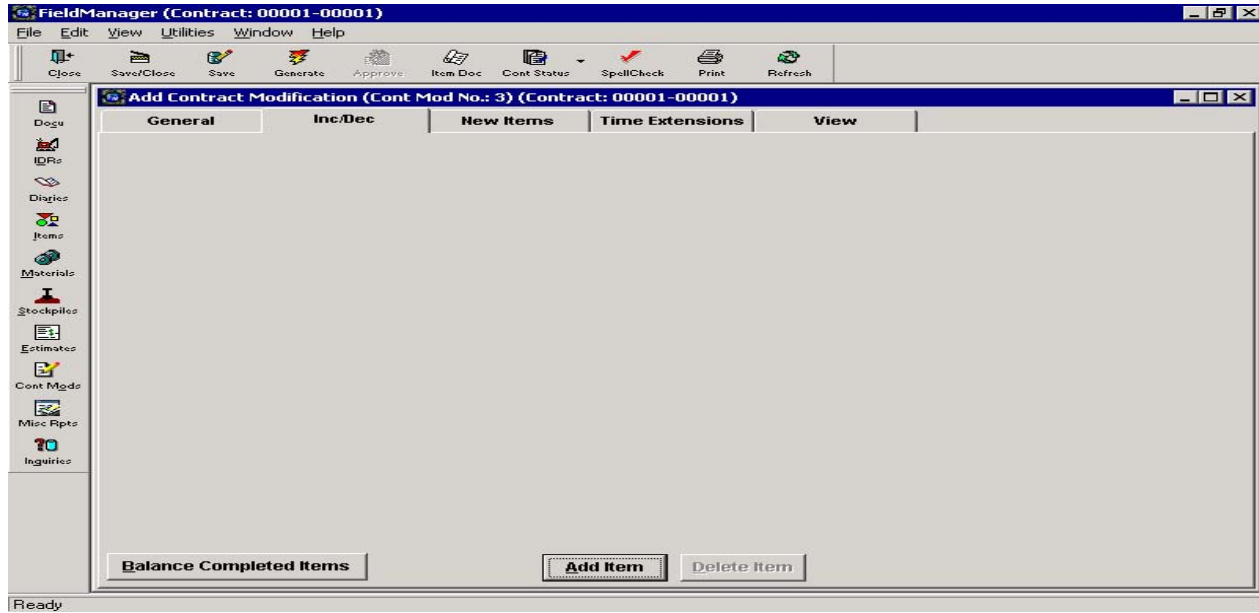 FieldManager (Contract: 00001-00001)
File Edit View Utilities Window Help
Close Save/Close Save Generate Approve Item Doc Cont Status SpellCheck Print Refresh
Add Contract Modification (Cont Mod No.: 3) (Contract: 00001-00001)
General Inc/Dec New Items Time Extensions View
Docu
IDRs
Diaries
Items
Materials
Stockpiles
Estimates
Cont Mods
Misc Rpts
Inquiries
Balance Completed Items Add Item Delete Item
Ready